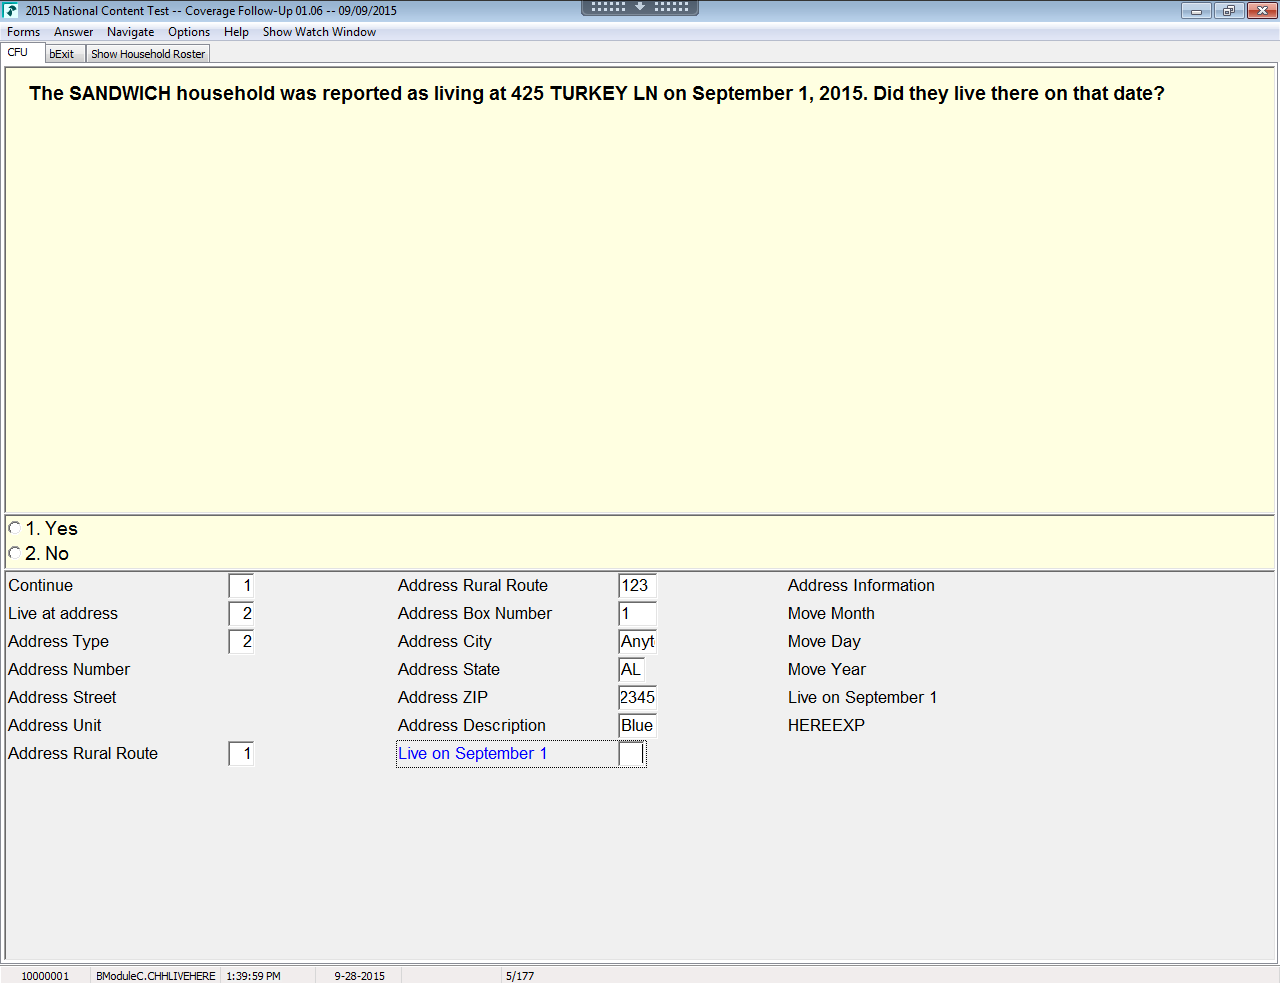 2015 National Content Test -- Coverage Follow-Up 01.06 -- 09/09/2015
Forms Answer Navigate Options Help Show Watch Window
CFU bExit Show Household Roster
The SANDWICH household was reported as living at 425 TURKEY LN on September 1, 2015. Did they live there on that date?
1. Yes
2. No
Continue 1 Address Rural Route 123 Address Information
Live at address 2 Address Box Number 1 Move Month
Address Type 2 Address City Anyt Move Day
Address Number Address State AL Move Year
Address Street Address ZIP 2345 Live on September 1
Address Unit Address Description Blue HEREEXP
Address Rural Route 1 Live on September 1
10000001 BModuleC.CHHLIVEHERE 1:39:59 PM 9-28-2015 5/177